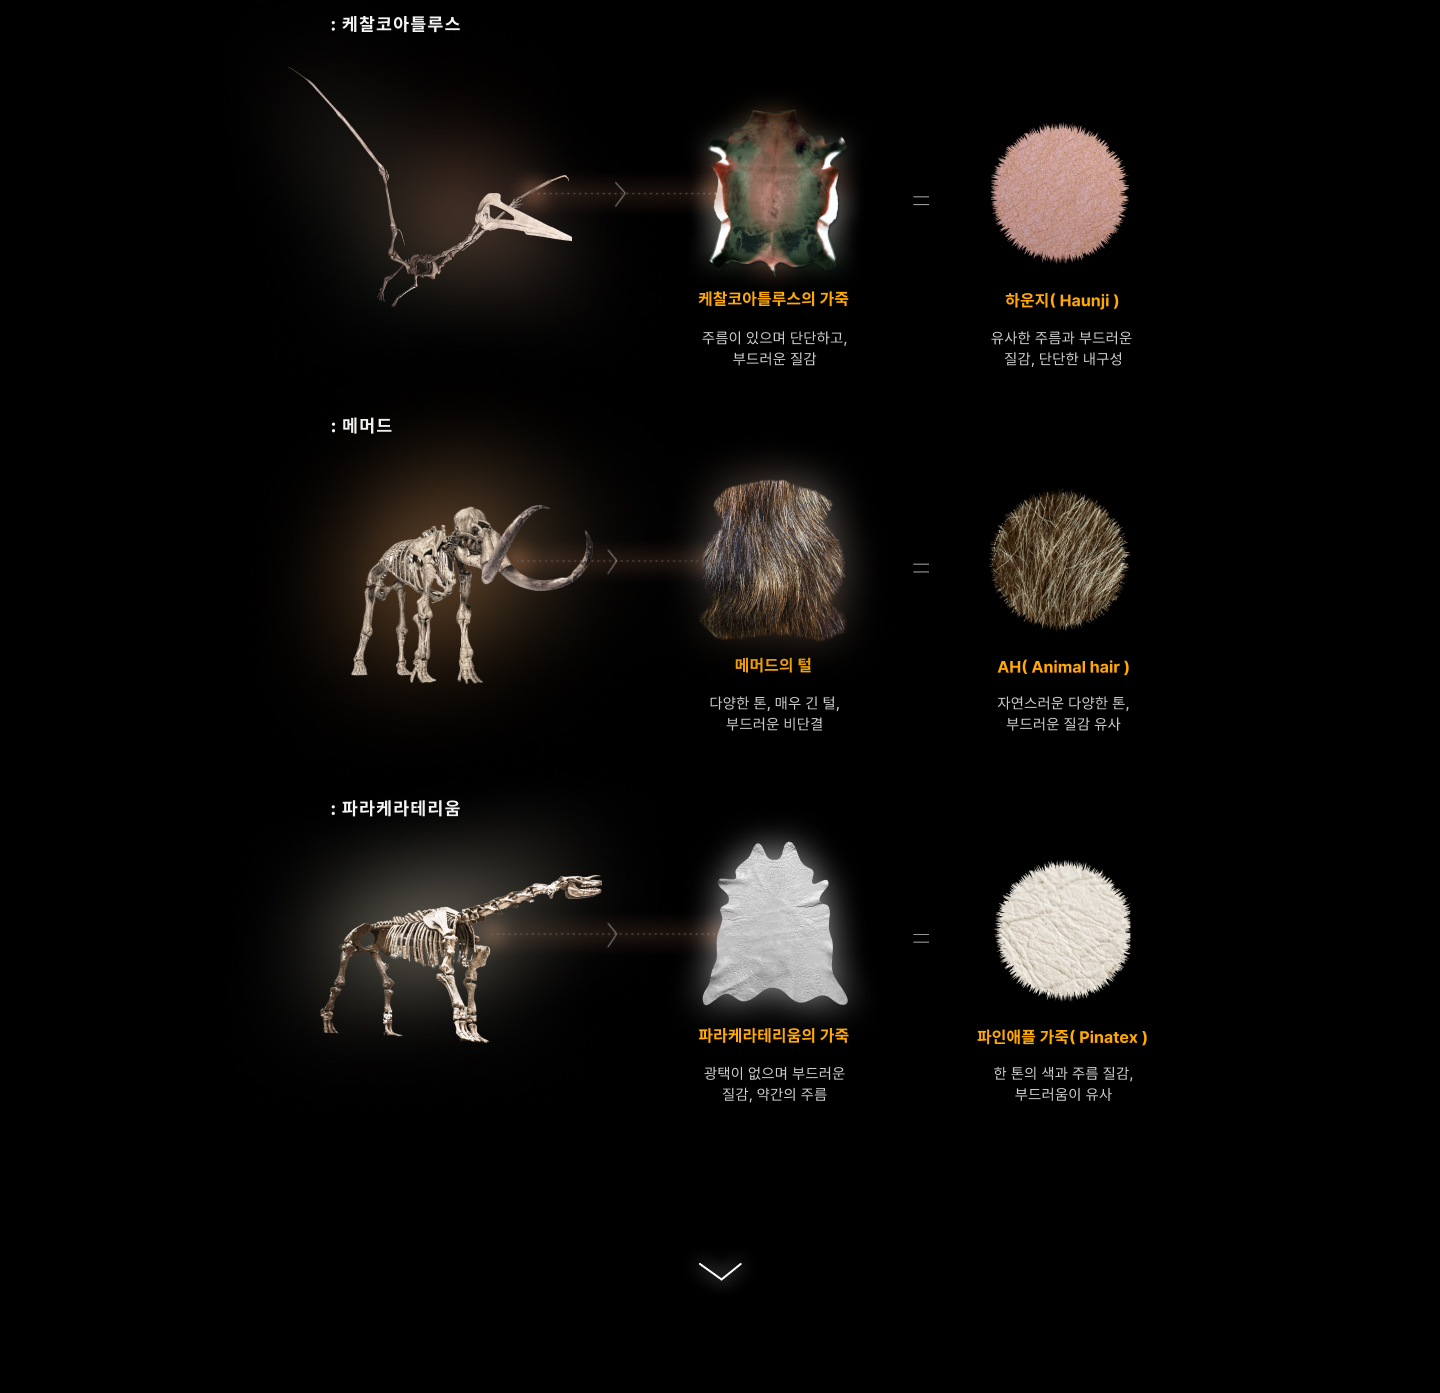 : 케찰코아틀루스
케찰코아틀루스의 가죽
주름이 있으며 단단하고,
부드러운 질감
=
하운지( Haunji )
유사한 주름과 부드러운
질감, 단단한 내구성
: 메머드
메머드의 털
다양한 톤, 매우 긴 털,
부드러운 비단결
=
AH( Animal hair )
자연스러운 다양한 톤,
부드러운 질감 유사
: 파라케라테리움
파라케라테리움의 가죽
광택이 없으며 부드러운
질감, 약간의 주름
=
파인애플 가죽( Pinatex )
한 톤의 색과 주름 질감,
부드러움이 유사